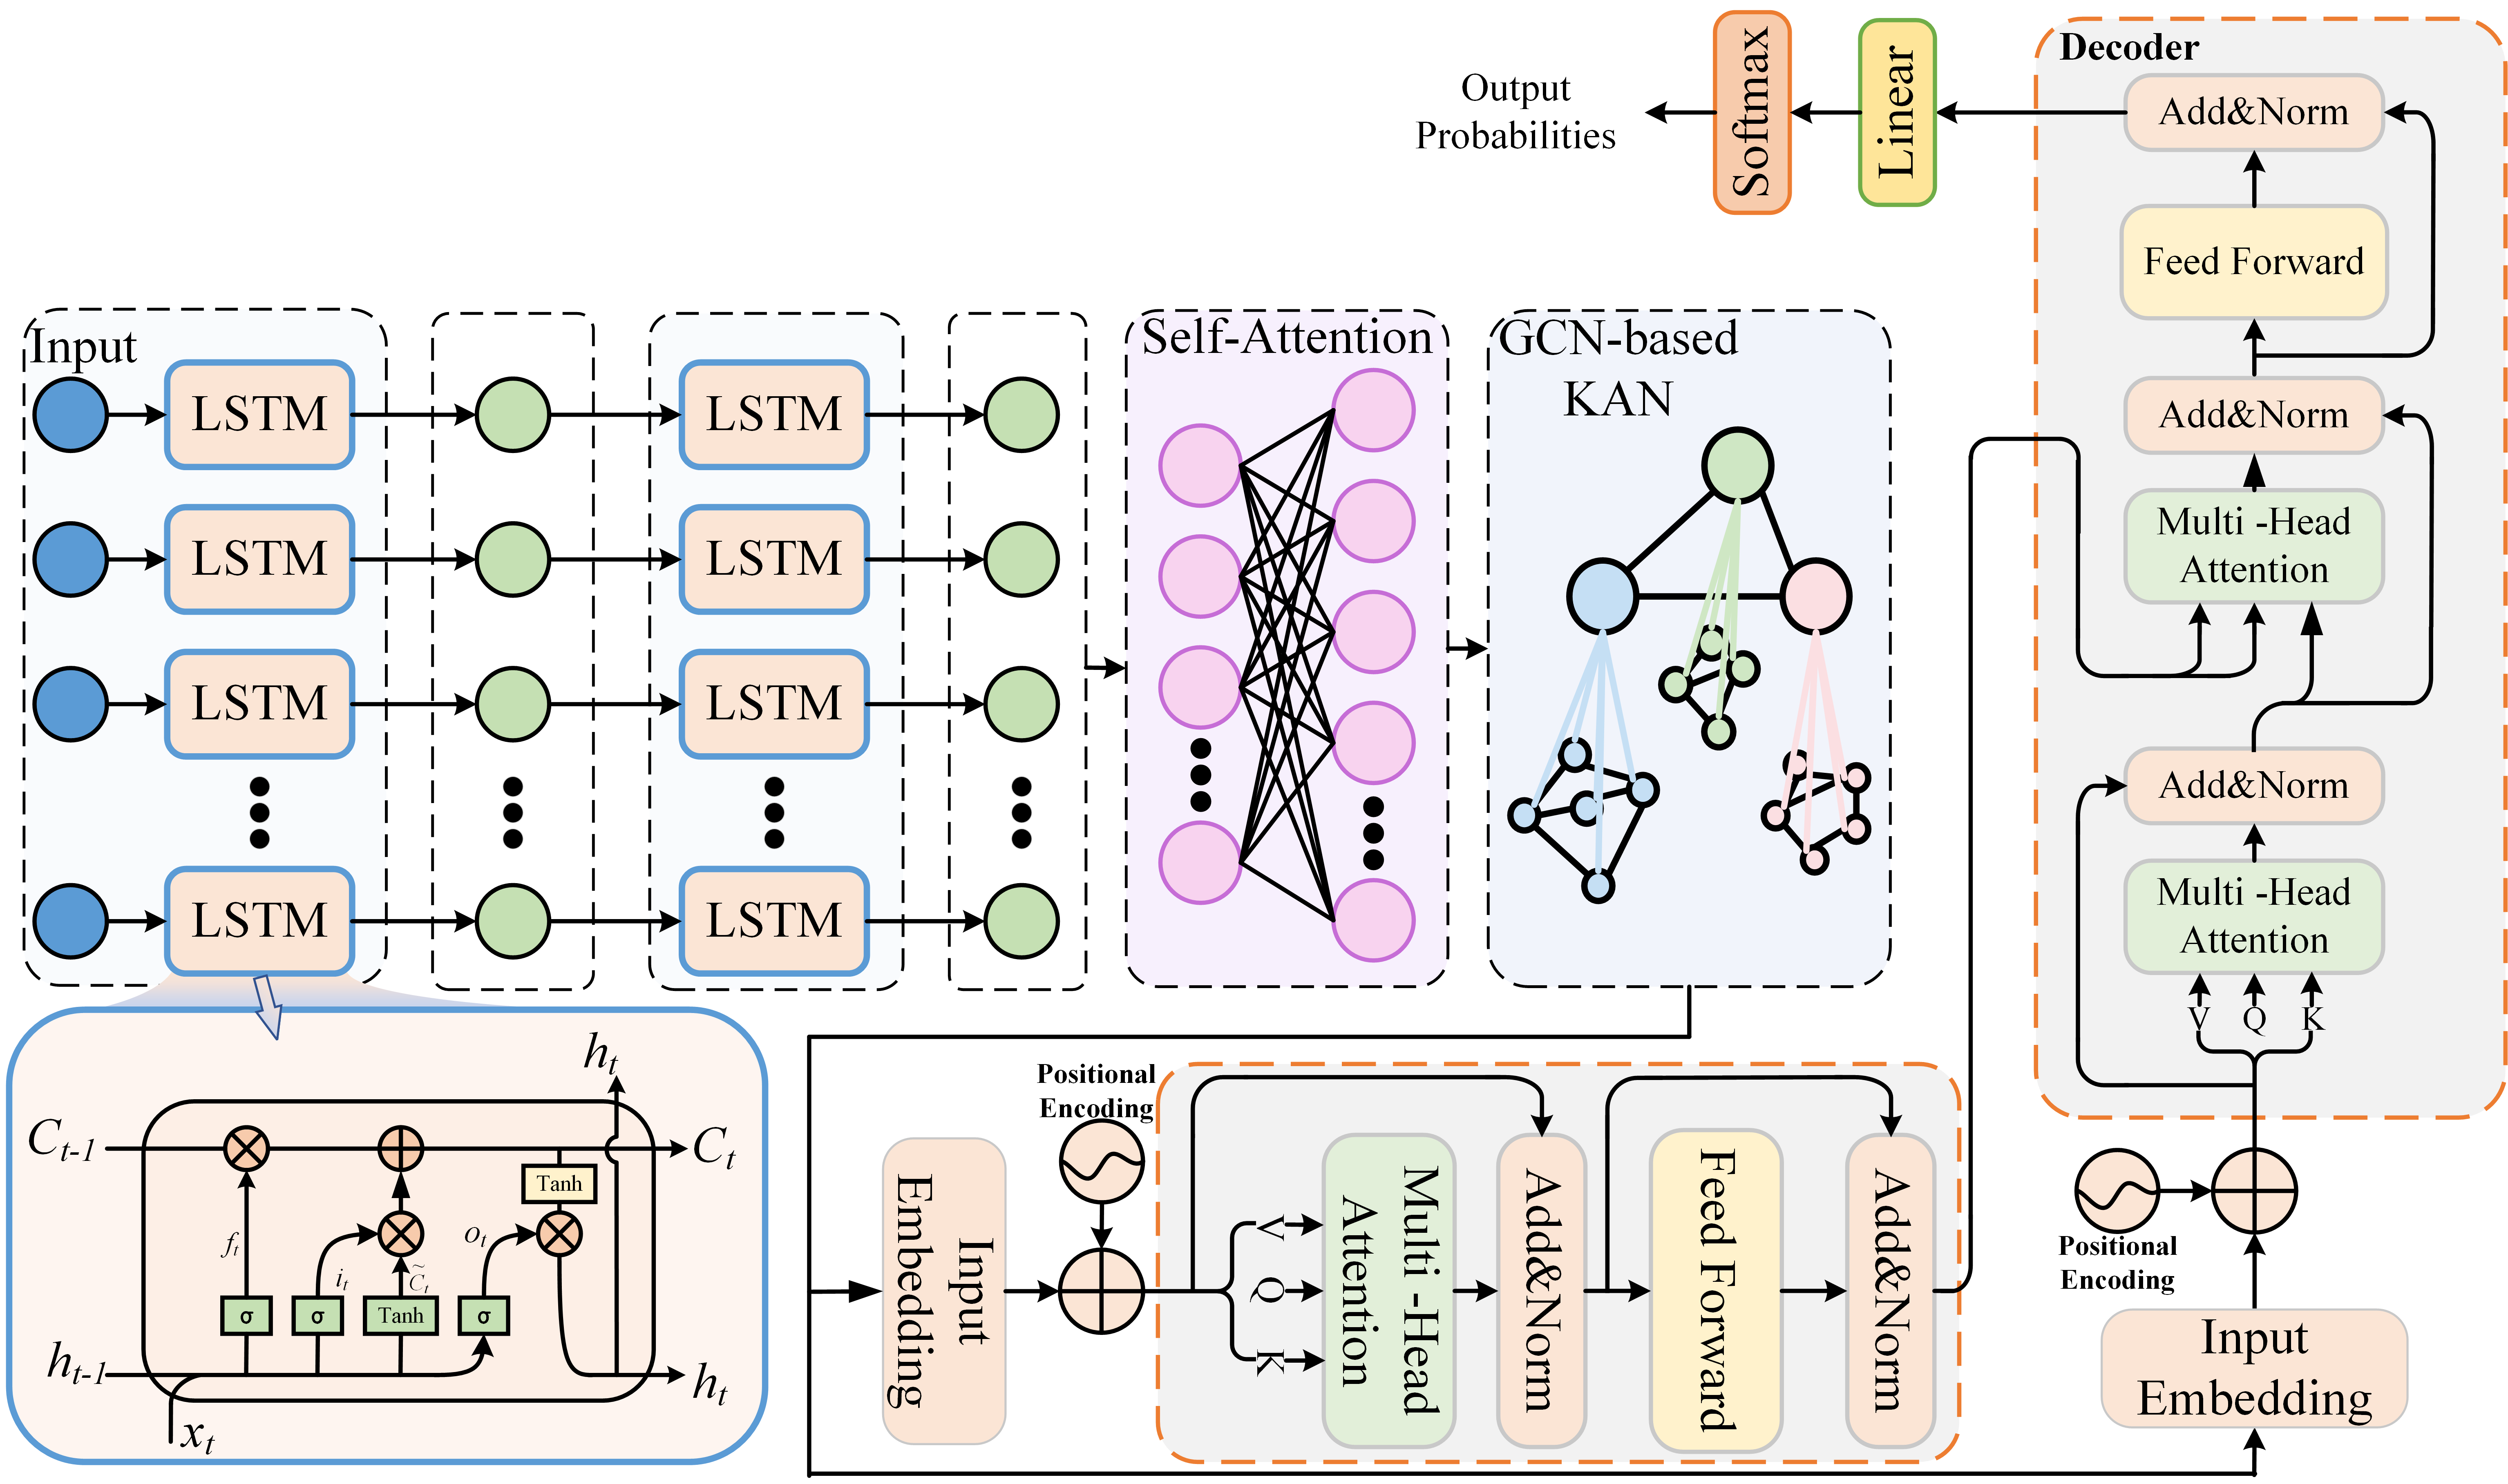 Decoder
Output
Probabilities
Softmax
Linear
Add&Norm
Feed Forward
Add&Norm
Multi -Head
Attention
Add&Norm
Multi -Head
Attention
V Q K
Positional
Encoding
Input
Embedding
Input
LSTM
LSTM
LSTM
LSTM
LSTM
LSTM
LSTM
LSTM
Self-Attention
GCN-based
KAN
h_t
C_{t-1}
C_t
Tanh
f_t
i_t
C̃_t
o_t
σ
σ
Tanh
σ
h_{t-1}
h_t
x_t
Input
Embedding
Positional
Encoding
V
Q
K
Multi -Head
Attention
Add&Norm
Feed Forward
Add&Norm